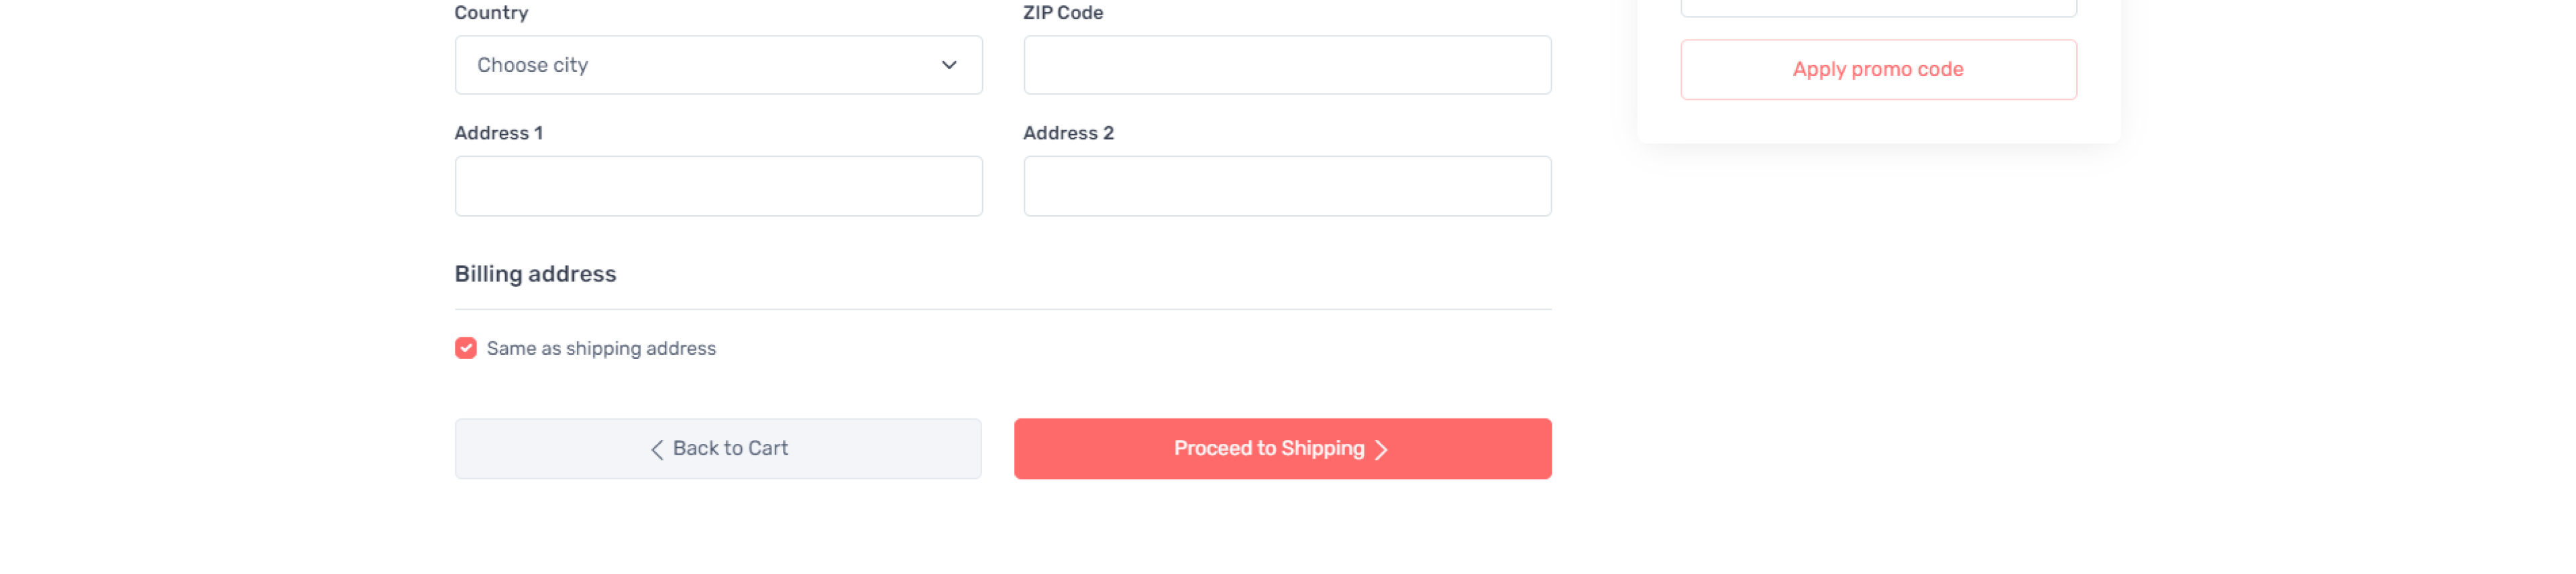 Country
ZIP Code
Choose city
Apply promo code
Address 1
Address 2
Billing address
Same as shipping address
Back to Cart
Proceed to Shipping